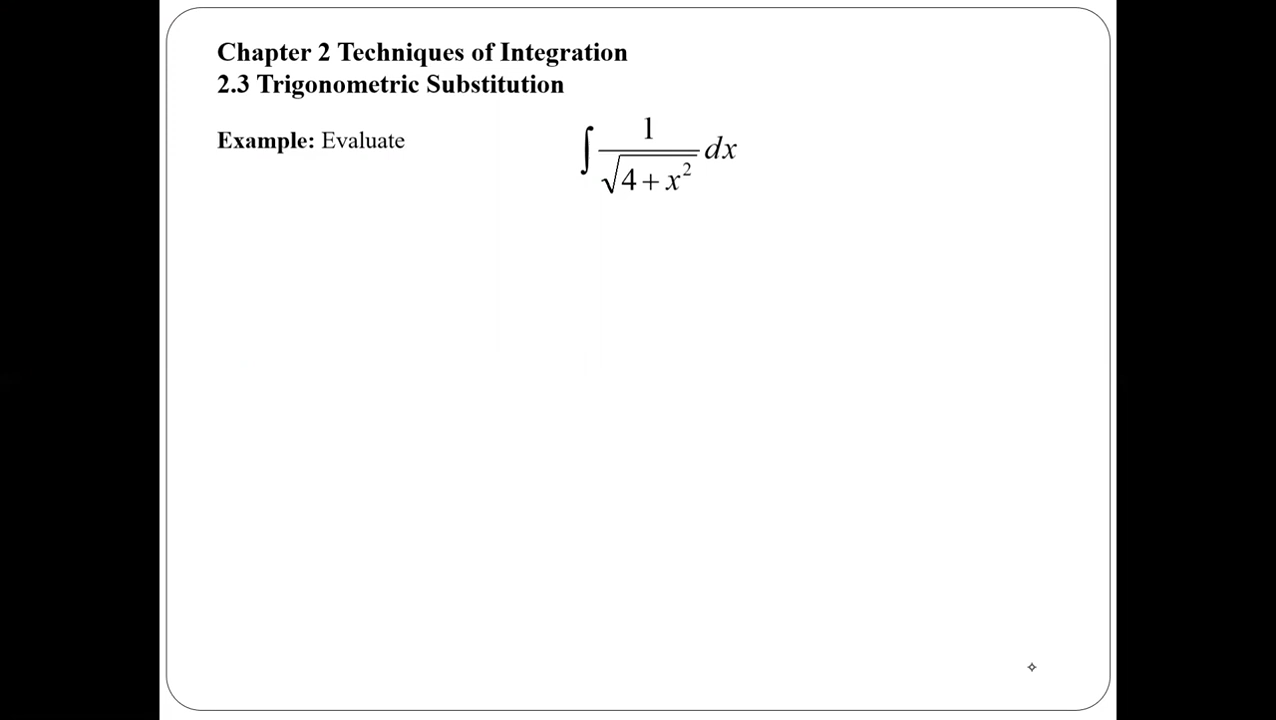 Chapter 2 Techniques of Integration
2.3 Trigonometric Substitution
Example: Evaluate ∫ 1/√(4 + x²) dx